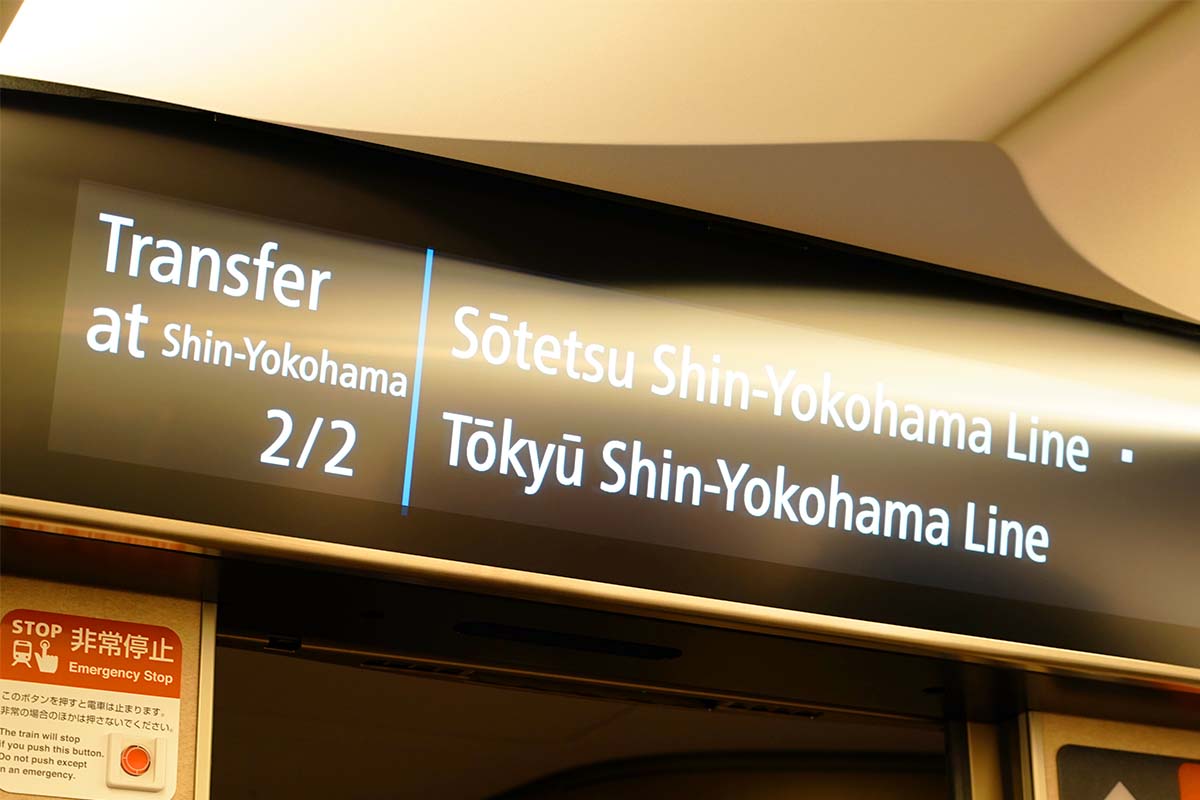 Transfer
at Shin-Yokohama
2/2
Sōtetsu Shin-Yokohama Line ・
Tōkyū Shin-Yokohama Line
STOP 非常停止
Emergency Stop
このボタンを押すと電車は止まります。
非常の場合のほかは押さないでください。
The train will stop
if you push this button.
Do not push except
in an emergency.